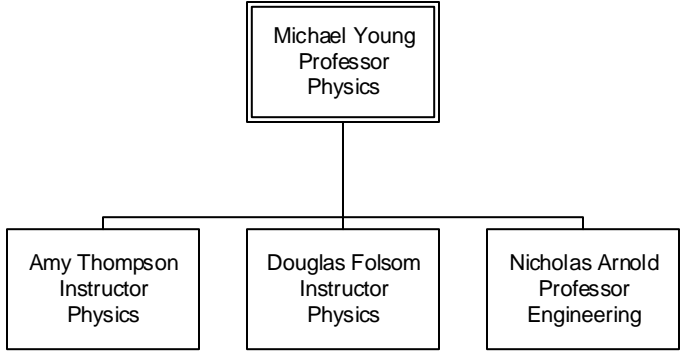 Michael Young
Professor
Physics
Amy Thompson
Instructor
Physics
Douglas Folsom
Instructor
Physics
Nicholas Arnold
Professor
Engineering